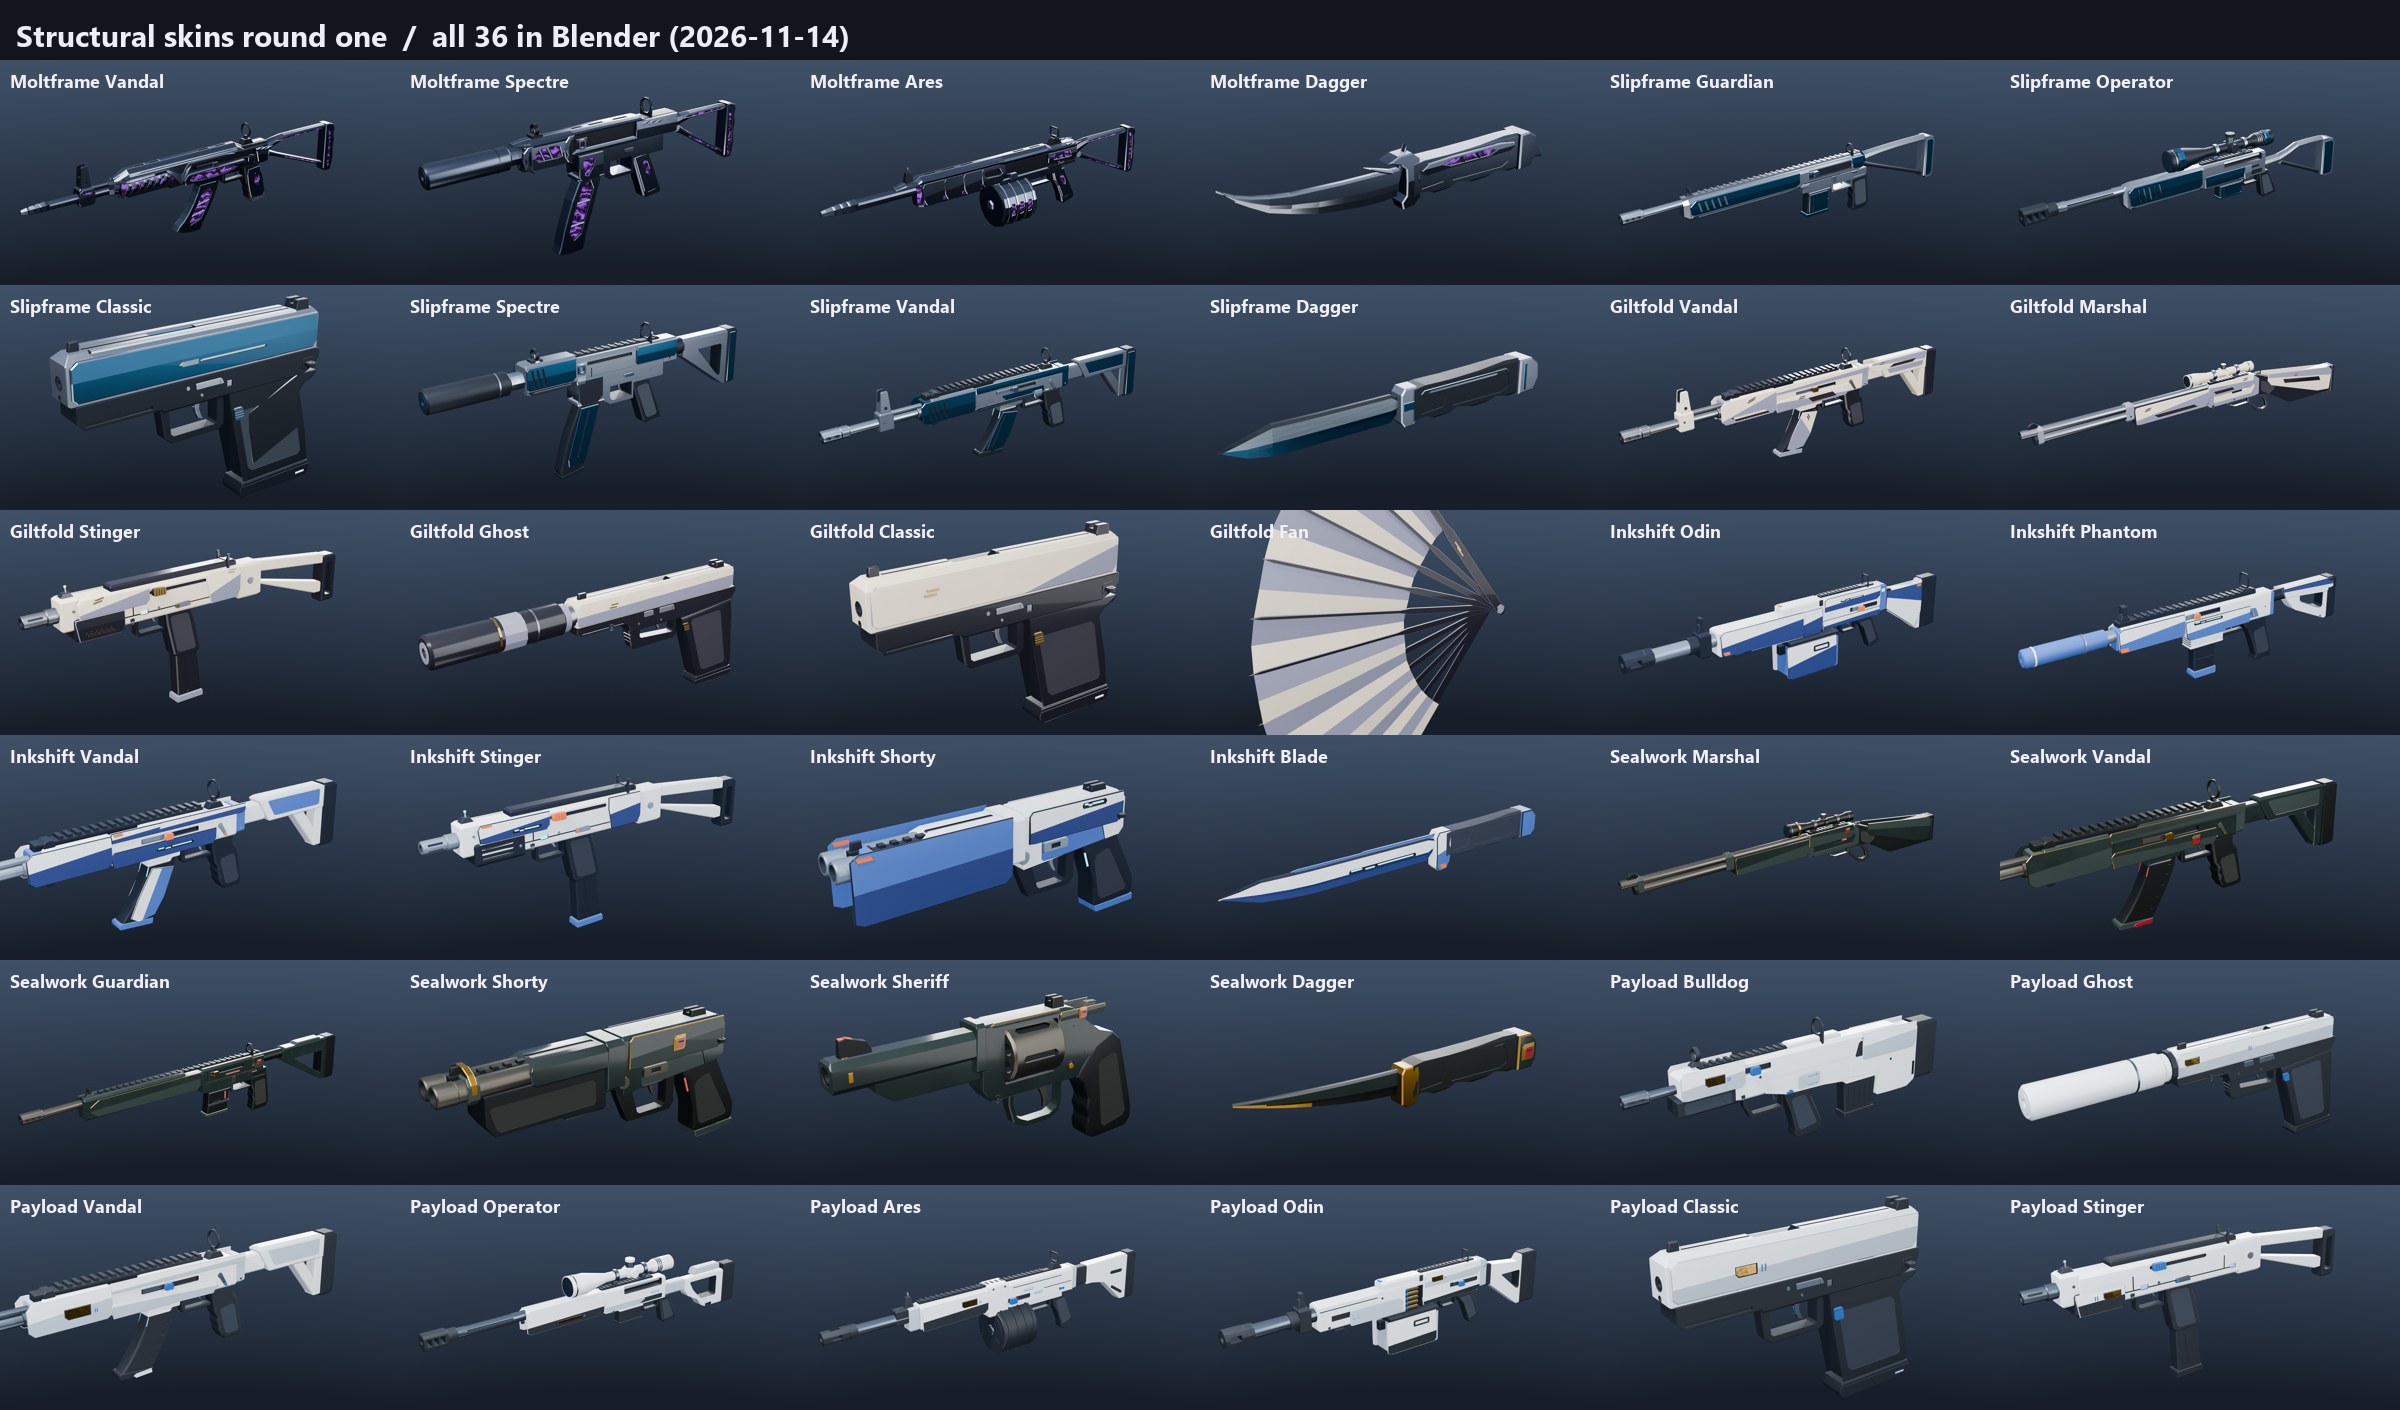 Structural skins round one / all 36 in Blender (2026-11-14)
Moltframe Vandal
Moltframe Spectre
Moltframe Ares
Moltframe Dagger
Slipframe Guardian
Slipframe Operator
Slipframe Classic
Slipframe Spectre
Slipframe Vandal
Slipframe Dagger
Giltfold Vandal
Giltfold Marshal
Giltfold Stinger
Giltfold Ghost
Giltfold Classic
Giltfold Fan
Inkshift Odin
Inkshift Phantom
Inkshift Vandal
Inkshift Stinger
Inkshift Shorty
Inkshift Blade
Sealwork Marshal
Sealwork Vandal
Sealwork Guardian
Sealwork Shorty
Sealwork Sheriff
Sealwork Dagger
Payload Bulldog
Payload Ghost
Payload Vandal
Payload Operator
Payload Ares
Payload Odin
Payload Classic
Payload Stinger